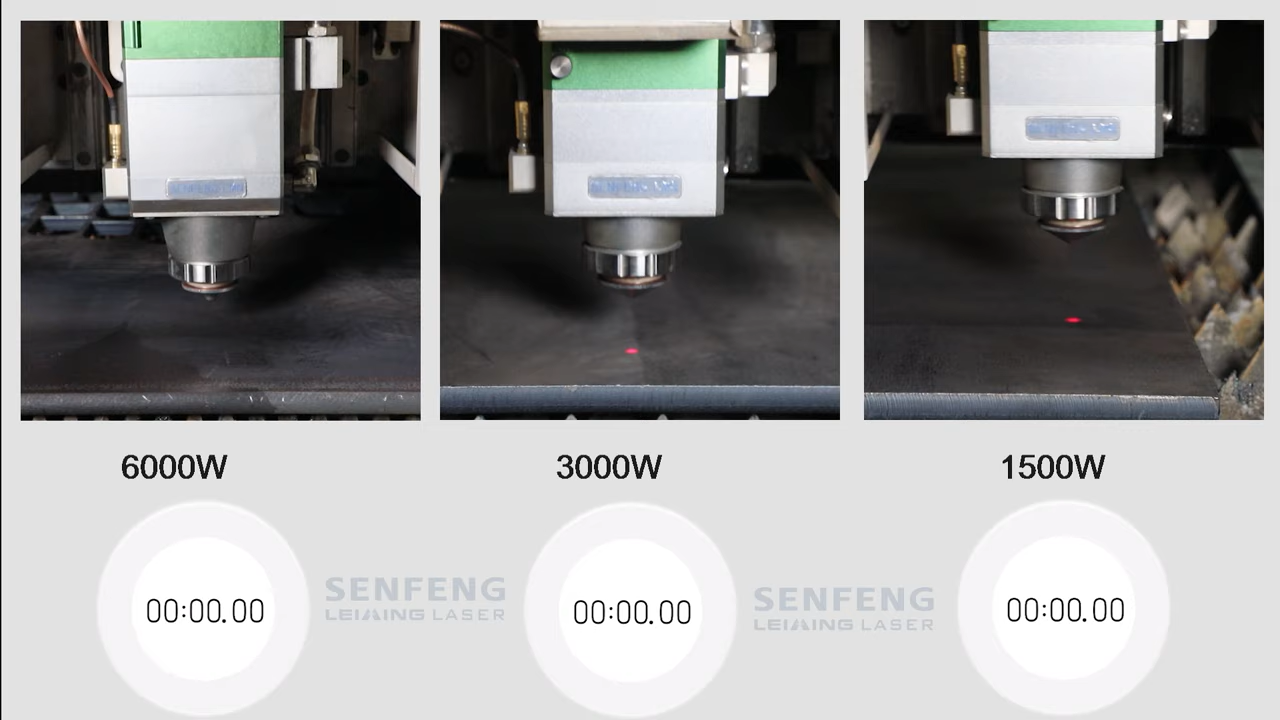 6000W
3000W
1500W
00:00.00
00:00.00
00:00.00
SENFENG
LEIMING LASER
SENFENG
LEIMING LASER